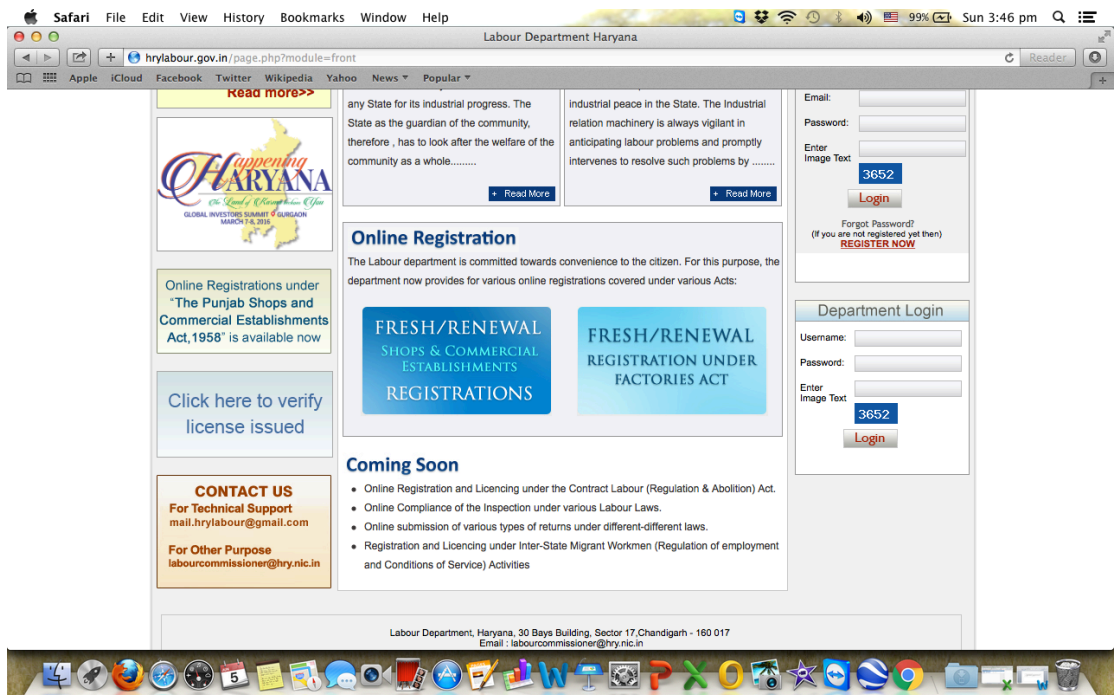 Safari File Edit View History Bookmarks Window Help
99% Sun 3:46 pm
Labour Department Haryana
hrylabour.gov.in/page.php?module=front
Reader
Apple iCloud Facebook Twitter Wikipedia Yahoo News Popular
Read more>>
HAPPENING
HARYANA
GLOBAL INVESTORS SUMMIT GURGAON
MARCH 7-8, 2016
Online Registrations under
"The Punjab Shops and
Commercial Establishments
Act,1958" is available now
Click here to verify
license issued
CONTACT US
For Technical Support
mail.hrylabour@gmail.com
For Other Purpose
labourcommissioner@hry.nic.in
any State for its industrial progress. The
State as the guardian of the community,
therefore , has to look after the welfare of the
community as a whole.........
+ Read More
industrial peace in the State. The Industrial
relation machinery is always vigilant in
anticipating labour problems and promptly
intervenes to resolve such problems by ........
+ Read More
Online Registration
The Labour department is committed towards convenience to the citizen. For this purpose, the
department now provides for various online registrations covered under various Acts:
FRESH/RENEWAL
SHOPS & COMMERCIAL
ESTABLISHMENTS
REGISTRATIONS
FRESH/RENEWAL
REGISTRATION UNDER
FACTORIES ACT
Coming Soon
• Online Registration and Licencing under the Contract Labour (Regulation & Abolition) Act.
• Online Compliance of the Inspection under various Labour Laws.
• Online submission of various types of returns under different-different laws.
• Registration and Licencing under Inter-State Migrant Workmen (Regulation of employment
and Conditions of Service) Activities
Email:
Password:
Enter
Image Text
3652
Login
Forgot Password?
(If you are not registered yet then)
REGISTER NOW
Department Login
Username:
Password:
Enter
Image Text
3652
Login
Labour Department, Haryana, 30 Bays Building, Sector 17,Chandigarh - 160 017
Email : labourcommissioner@hry.nic.in
5